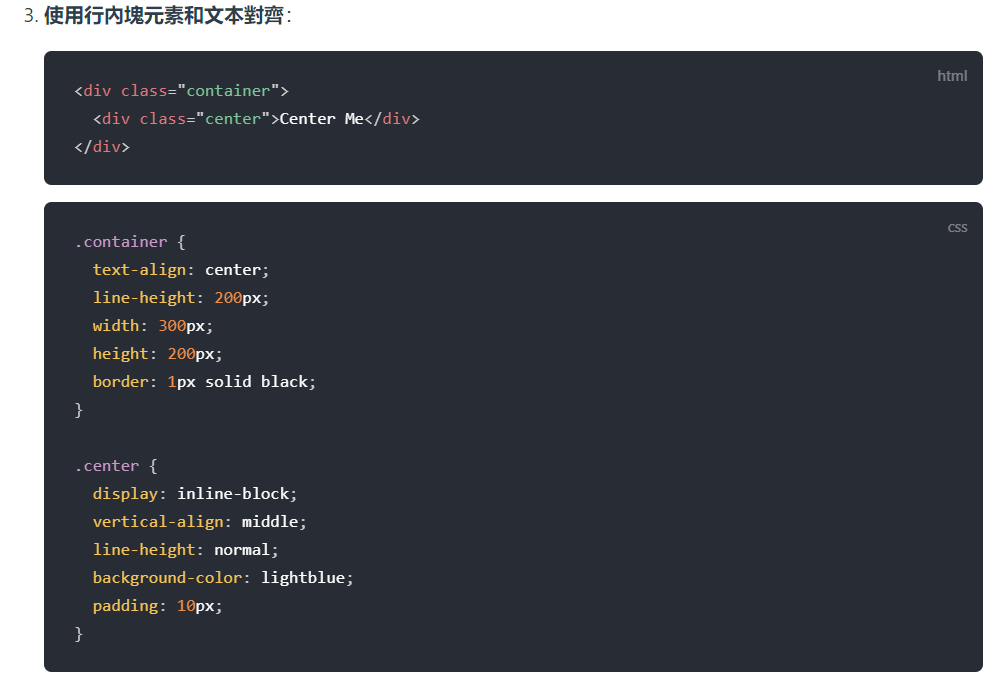 3. 使用行內塊元素和文本對齊：
html
<div class="container">
  <div class="center">Center Me</div>
</div>
css
.container {
  text-align: center;
  line-height: 200px;
  width: 300px;
  height: 200px;
  border: 1px solid black;
}

.center {
  display: inline-block;
  vertical-align: middle;
  line-height: normal;
  background-color: lightblue;
  padding: 10px;
}